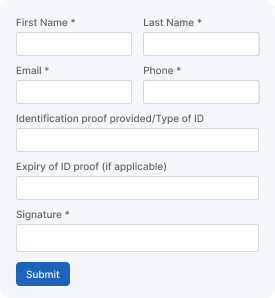 First Name * Last Name *
Email * Phone *
Identification proof provided/Type of ID
Expiry of ID proof (if applicable)
Signature *
Submit